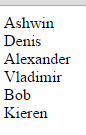 Ashwin
Denis
Alexander
Vladimir
Bob
Kieren